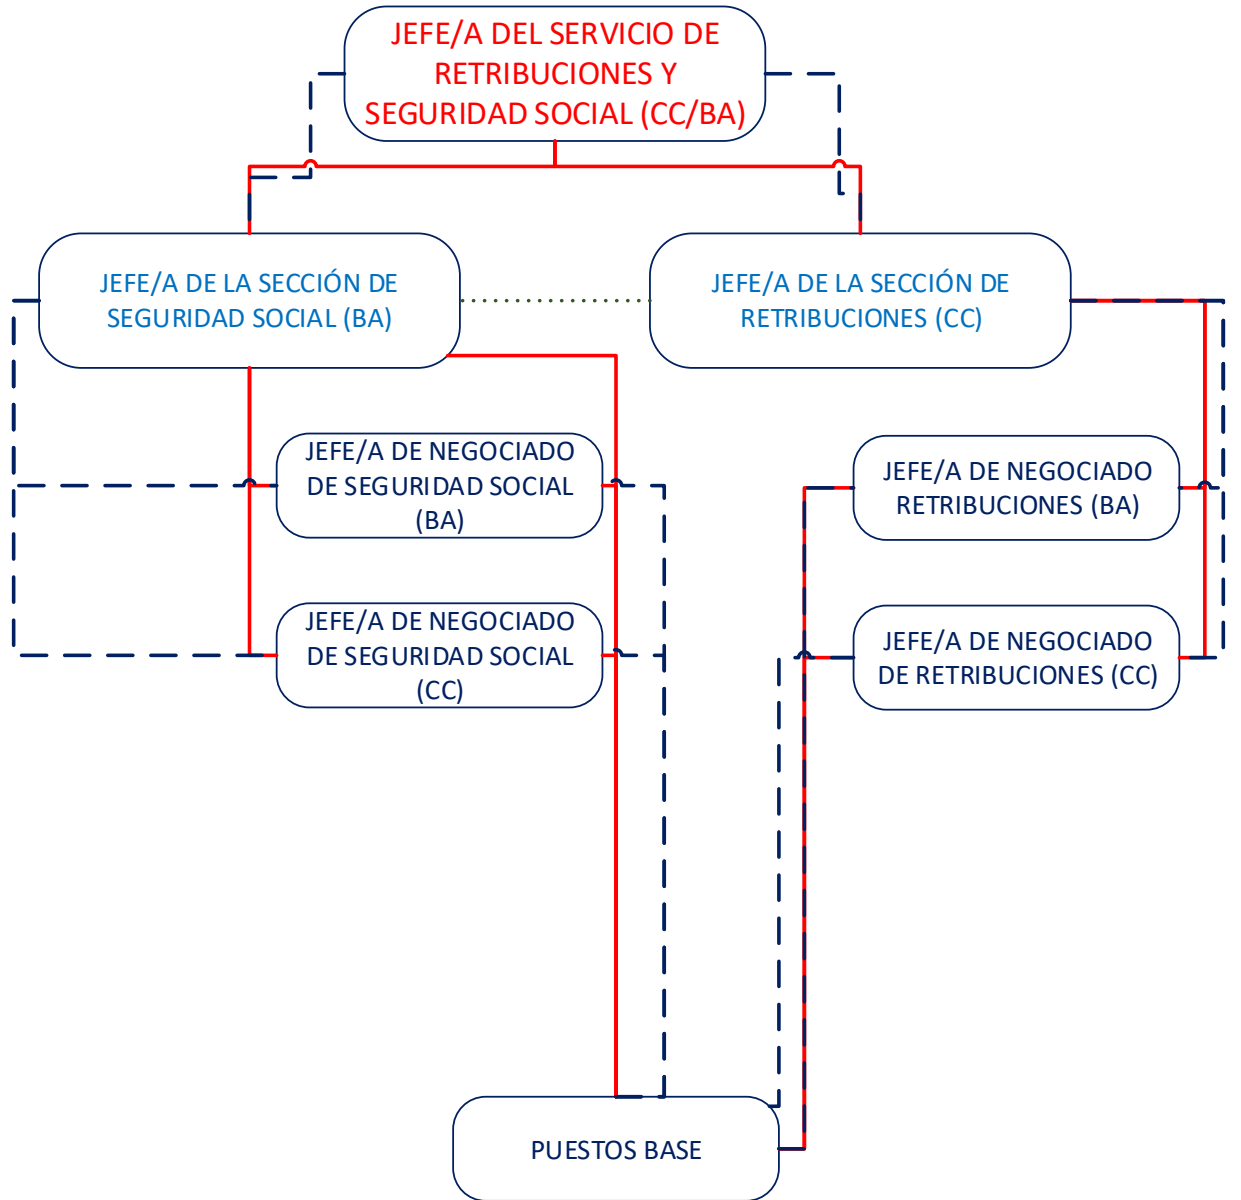 JEFE/A DEL SERVICIO DE
RETRIBUCIONES Y
SEGURIDAD SOCIAL (CC/BA)
JEFE/A DE LA SECCIÓN DE
SEGURIDAD SOCIAL (BA)
JEFE/A DE LA SECCIÓN DE
RETRIBUCIONES (CC)
JEFE/A DE NEGOCIADO
DE SEGURIDAD SOCIAL
(BA)
JEFE/A DE NEGOCIADO
RETRIBUCIONES (BA)
JEFE/A DE NEGOCIADO
DE SEGURIDAD SOCIAL
(CC)
JEFE/A DE NEGOCIADO
DE RETRIBUCIONES (CC)
PUESTOS BASE